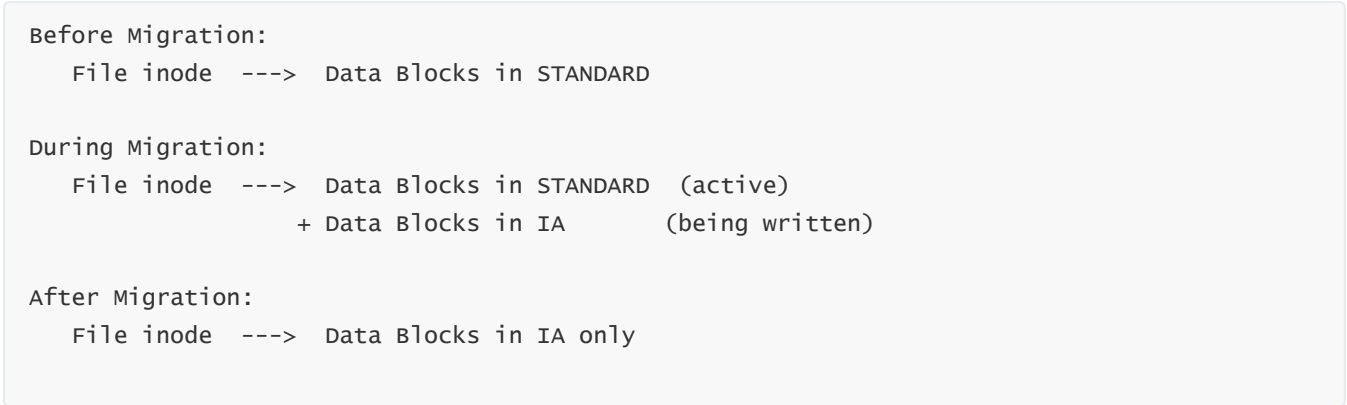 Before Migration:
File inode  --->  Data Blocks in STANDARD
During Migration:
File inode  --->  Data Blocks in STANDARD  (active)
+ Data Blocks in IA       (being written)
After Migration:
File inode  --->  Data Blocks in IA only